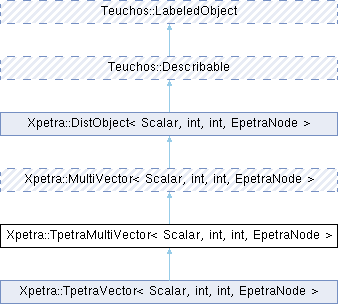 Teuchos::LabeledObject
Teuchos::Describable
Xpetra::DistObject< Scalar, int, int, EpetraNode >
Xpetra::MultiVector< Scalar, int, int, EpetraNode >
Xpetra::TpetraMultiVector< Scalar, int, int, EpetraNode >
Xpetra::TpetraVector< Scalar, int, int, EpetraNode >